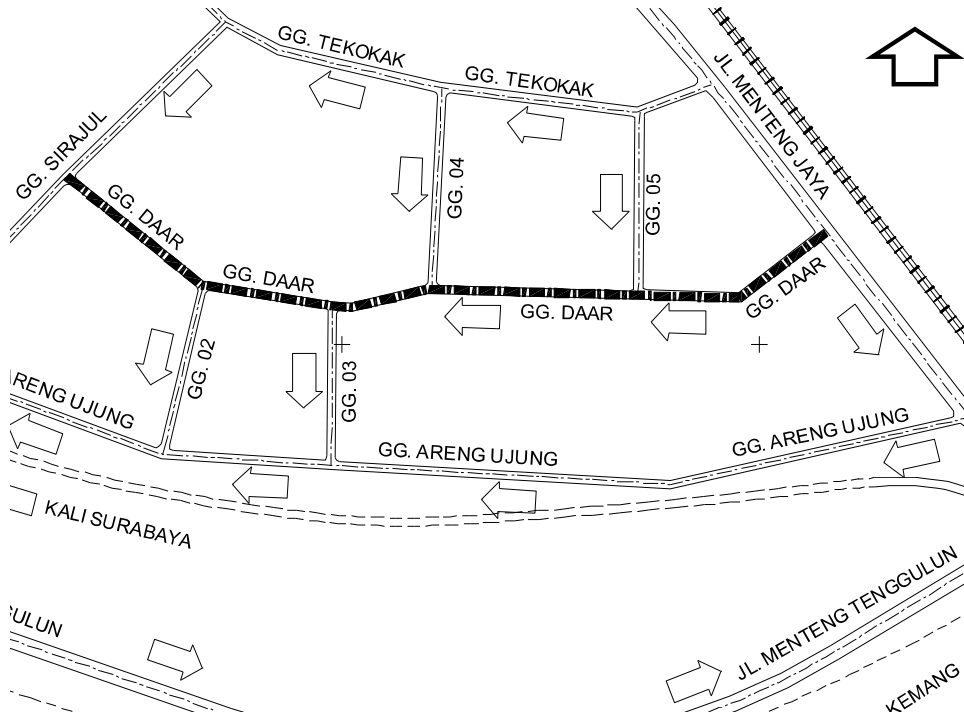 GG. TEKOKAK
GG. TEKOKAK
JL. MENTENG JAYA
GG. SIRAJUL
GG. 04
GG. 05
GG. DAAR
GG. DAAR
GG. DAAR
GG. DAAR
GG. 02
GG. 03
RENG UJUNG
GG. ARENG UJUNG
GG. ARENG UJUNG
KALI SURABAYA
GULUN
JL. MENTENG TENGGULUN
KEMANG